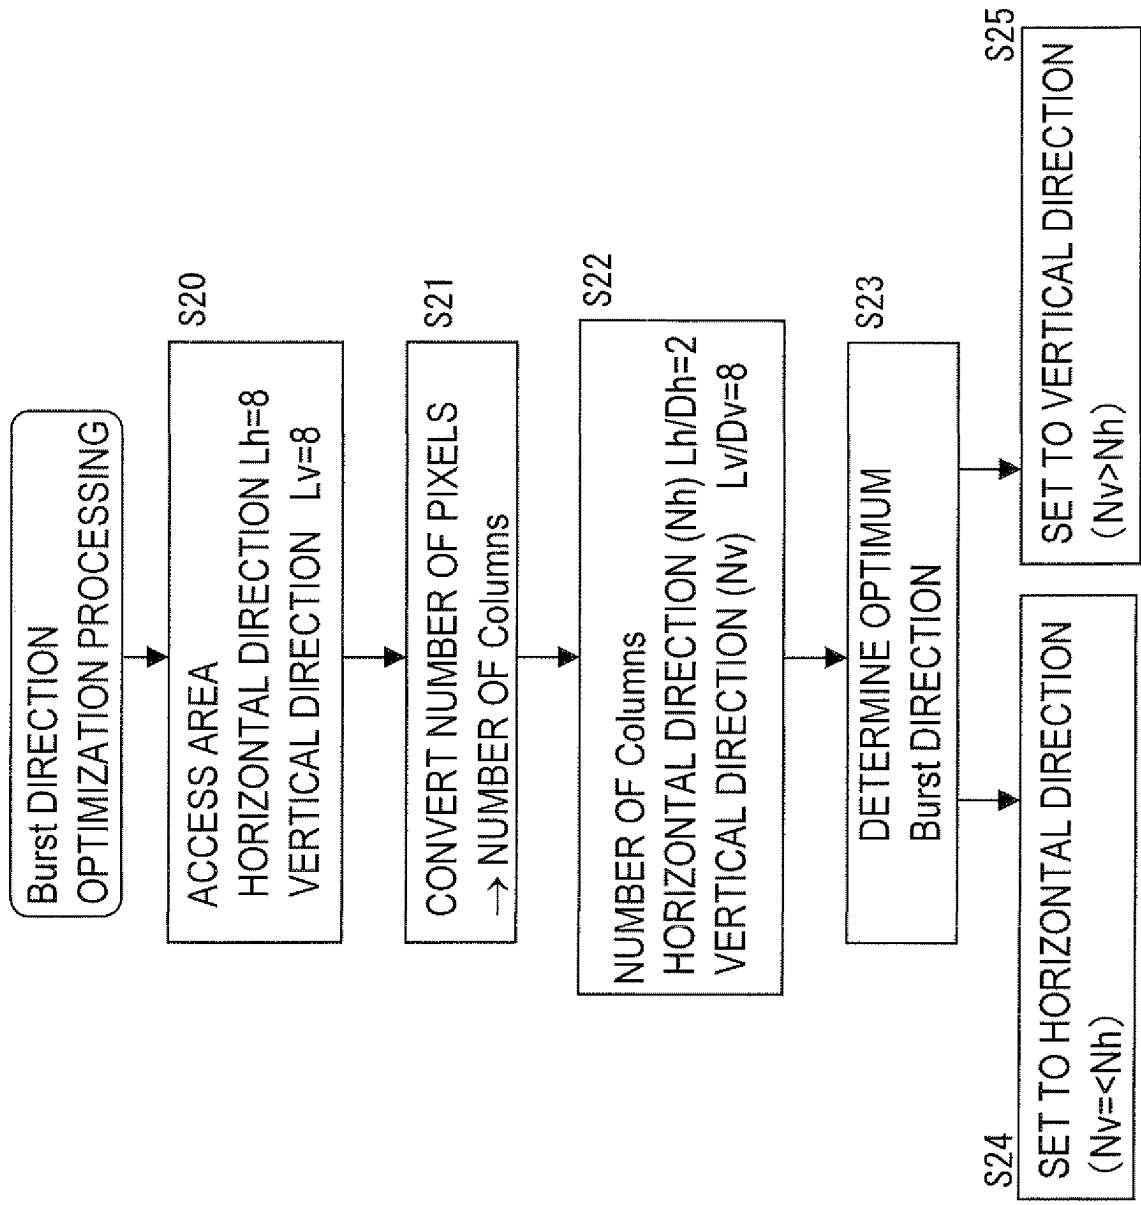 Burst DIRECTION
OPTIMIZATION PROCESSING
S20
ACCESS AREA
HORIZONTAL DIRECTION Lh=8
VERTICAL DIRECTION Lv=8
S21
CONVERT NUMBER OF PIXELS
→ NUMBER OF Columns
S22
NUMBER OF Columns
HORIZONTAL DIRECTION (Nh) Lh/Dh=2
VERTICAL DIRECTION (Nv) Lv/Dv=8
S23
DETERMINE OPTIMUM
Burst DIRECTION
S24
SET TO HORIZONTAL DIRECTION
(Nv=<Nh)
S25
SET TO VERTICAL DIRECTION
(Nv>Nh)